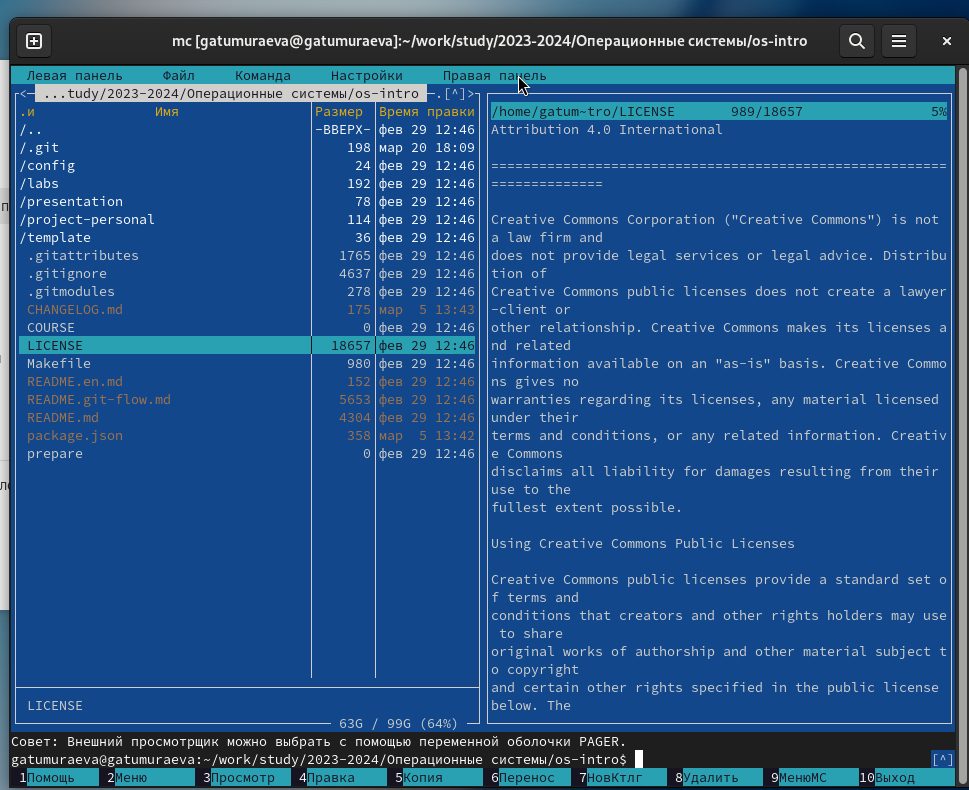 mc [gatumuraeva@gatumuraeva]:~/work/study/2023-2024/Операционные системы/os-intro
Левая панель Файл Команда Настройки Правая панель
<— ...tudy/2023-2024/Операционные системы/os-intro —.[^]>
.и Имя Размер Время правки
/.. -ВВЕРХ- фев 29 12:46
/.git 198 мар 20 18:09
/config 24 фев 29 12:46
/labs 192 фев 29 12:46
/presentation 78 фев 29 12:46
/project-personal 114 фев 29 12:46
/template 36 фев 29 12:46
.gitattributes 1765 фев 29 12:46
.gitignore 4637 фев 29 12:46
.gitmodules 278 фев 29 12:46
CHANGELOG.md 175 мар 5 13:43
COURSE 0 фев 29 12:46
LICENSE 18657 фев 29 12:46
Makefile 980 фев 29 12:46
README.en.md 152 фев 29 12:46
README.git-flow.md 5653 фев 29 12:46
README.md 4304 фев 29 12:46
package.json 358 мар 5 13:42
prepare 0 фев 29 12:46
LICENSE
63G / 99G (64%)
/home/gatum~tro/LICENSE 989/18657 5%
Attribution 4.0 International
=========================================================
==============
Creative Commons Corporation ("Creative Commons") is not
a law firm and
does not provide legal services or legal advice. Distribu
tion of
Creative Commons public licenses does not create a lawyer
-client or
other relationship. Creative Commons makes its licenses a
nd related
information available on an "as-is" basis. Creative Commo
ns gives no
warranties regarding its licenses, any material licensed
under their
terms and conditions, or any related information. Creativ
e Commons
disclaims all liability for damages resulting from their
use to the
fullest extent possible.
Using Creative Commons Public Licenses
Creative Commons public licenses provide a standard set o
f terms and
conditions that creators and other rights holders may use
to share
original works of authorship and other material subject t
o copyright
and certain other rights specified in the public license
below. The
Совет: Внешний просмотрщик можно выбрать с помощью переменной оболочки PAGER.
gatumuraeva@gatumuraeva:~/work/study/2023-2024/Операционные системы/os-intro$ [^]
1Помощь 2Меню 3Просмотр 4Правка 5Копия 6Перенос 7НовКтлг 8Удалить 9МенюМС 10Выход